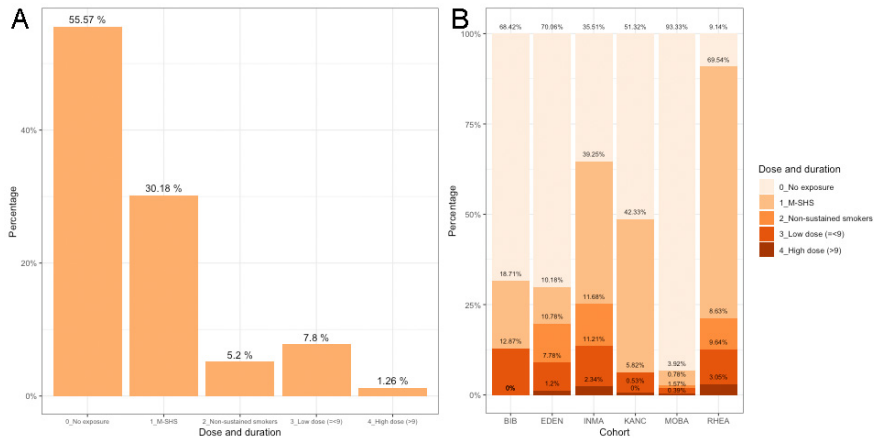 A
55.57 %
30.18 %
5.2 %
7.8 %
1.26 %
40%
20%
0%
Percentage
0_No exposure
1_M-SHS
2_Non-sustained smokers
3_Low dose (=<9)
4_High dose (>9)
Dose and duration
B
68.42% 70.06% 35.51% 51.32% 93.33% 9.14%
18.71% 10.18% 39.25% 42.33% 3.92% 69.54%
12.87% 10.78% 11.68% 5.82% 0.78% 8.63%
0% 7.78% 11.21% 0.53% 1.57% 9.64%
1.2% 2.34% 0% 0.39% 3.05%
100%
75%
50%
25%
0%
Percentage
BIB EDEN INMA KANC MOBA RHEA
Cohort
Dose and duration
0_No exposure
1_M-SHS
2_Non-sustained smokers
3_Low dose (=<9)
4_High dose (>9)